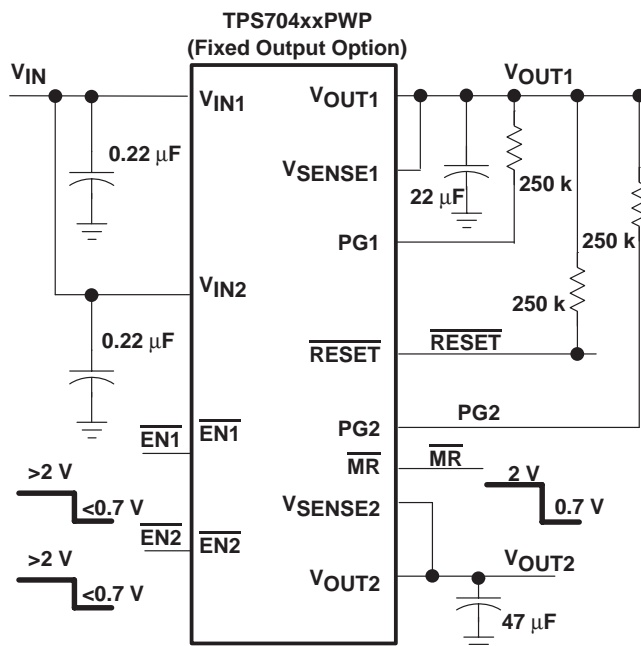 TPS704xxPWP
(Fixed Output Option)
VIN
VIN1
VOUT1
VOUT1
0.22 µF
VSENSE1
22 µF
250 k
PG1
250 k
VIN2
250 k
0.22 µF
RESET
RESET
EN1
EN1
PG2
PG2
MR
MR
>2 V
<0.7 V
2 V
0.7 V
VSENSE2
EN2
EN2
>2 V
<0.7 V
VOUT2
VOUT2
47 µF